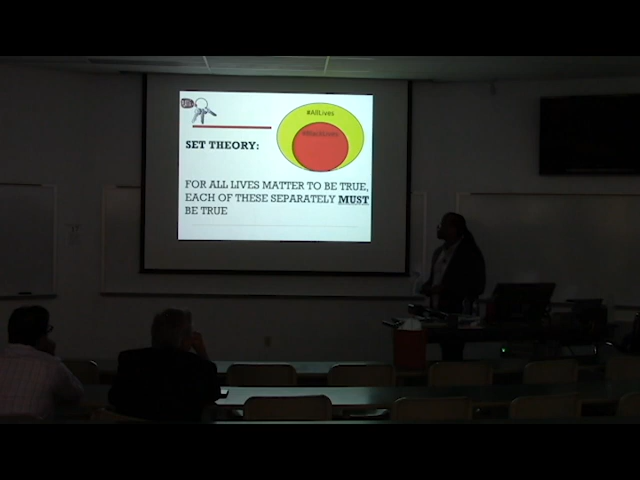 #AllLives
SET THEORY:
FOR ALL LIVES MATTER TO BE TRUE,
EACH OF THESE SEPARATELY MUST
BE TRUE